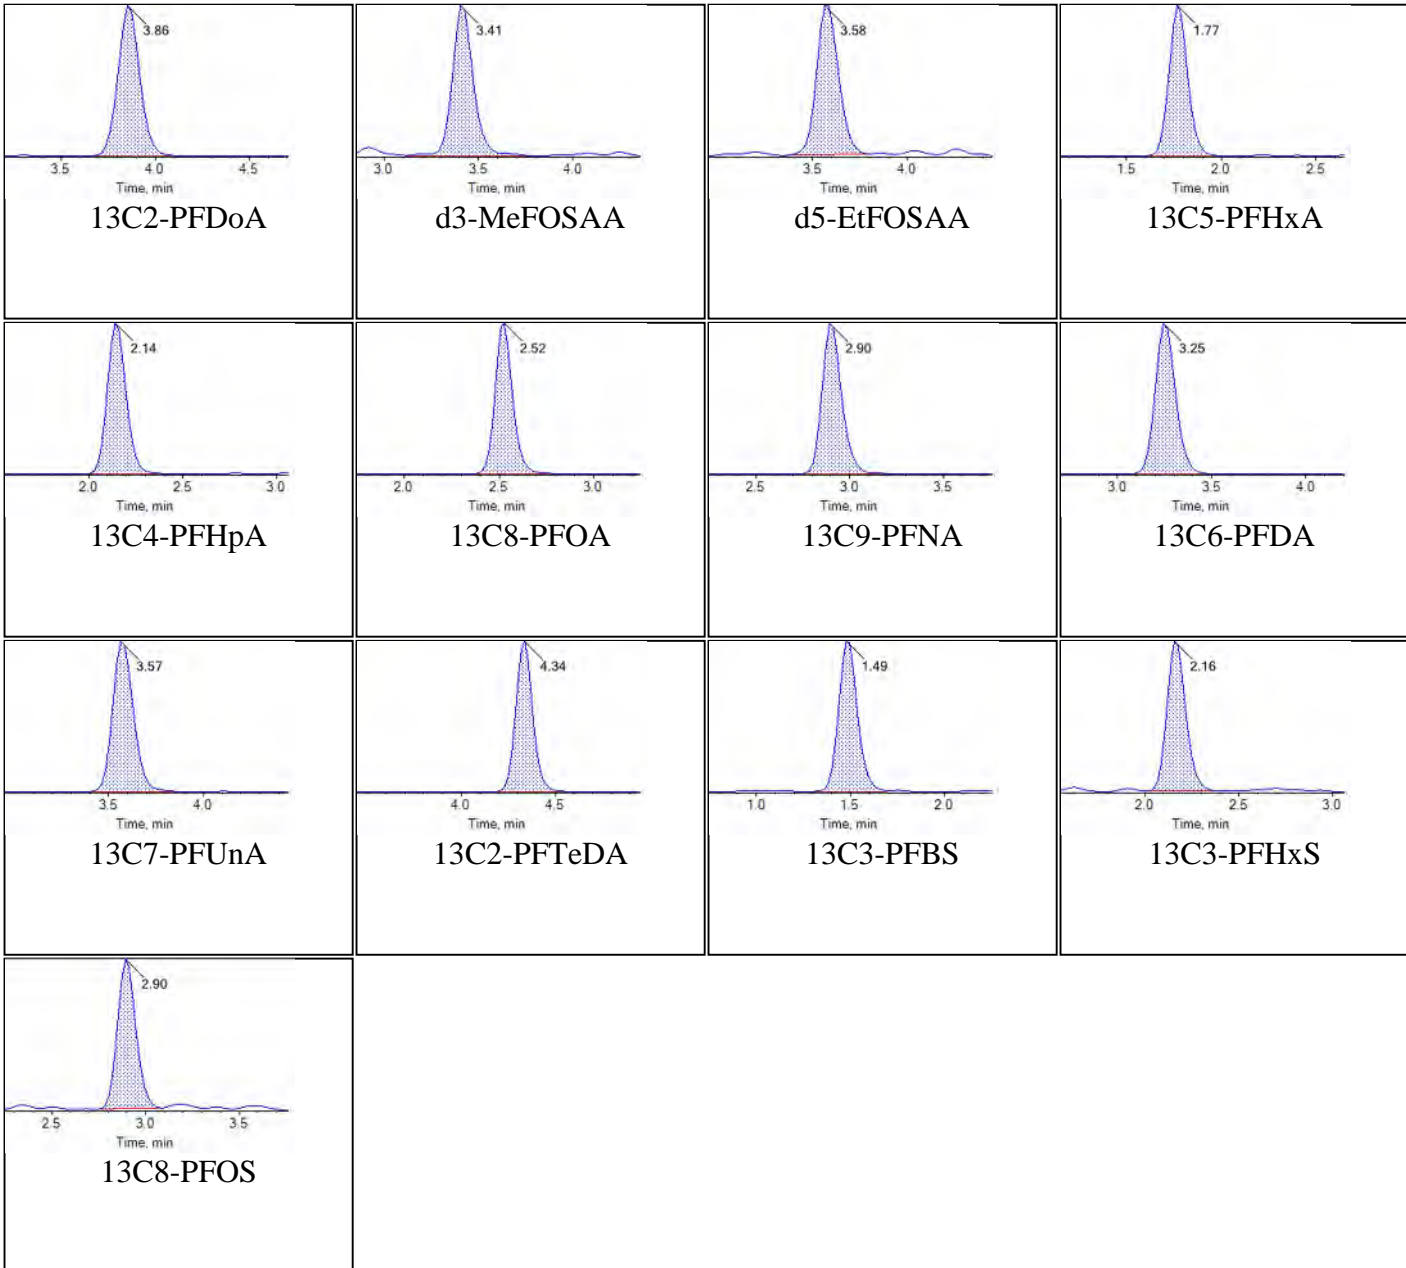 3.86
3.5 4.0 4.5
Time, min
13C2-PFDoA
3.41
3.0 3.5 4.0
Time, min
d3-MeFOSAA
3.58
3.5 4.0
Time, min
d5-EtFOSAA
1.77
1.5 2.0 2.5
Time, min
13C5-PFHxA
2.14
2.0 2.5 3.0
Time, min
13C4-PFHpA
2.52
2.0 2.5 3.0
Time, min
13C8-PFOA
2.90
2.5 3.0 3.5
Time, min
13C9-PFNA
3.25
3.0 3.5 4.0
Time, min
13C6-PFDA
3.57
3.5 4.0
Time, min
13C7-PFUnA
4.34
4.0 4.5
Time, min
13C2-PFTeDA
1.49
1.0 1.5 2.0
Time, min
13C3-PFBS
2.16
2.0 2.5 3.0
Time, min
13C3-PFHxS
2.90
2.5 3.0 3.5
Time, min
13C8-PFOS